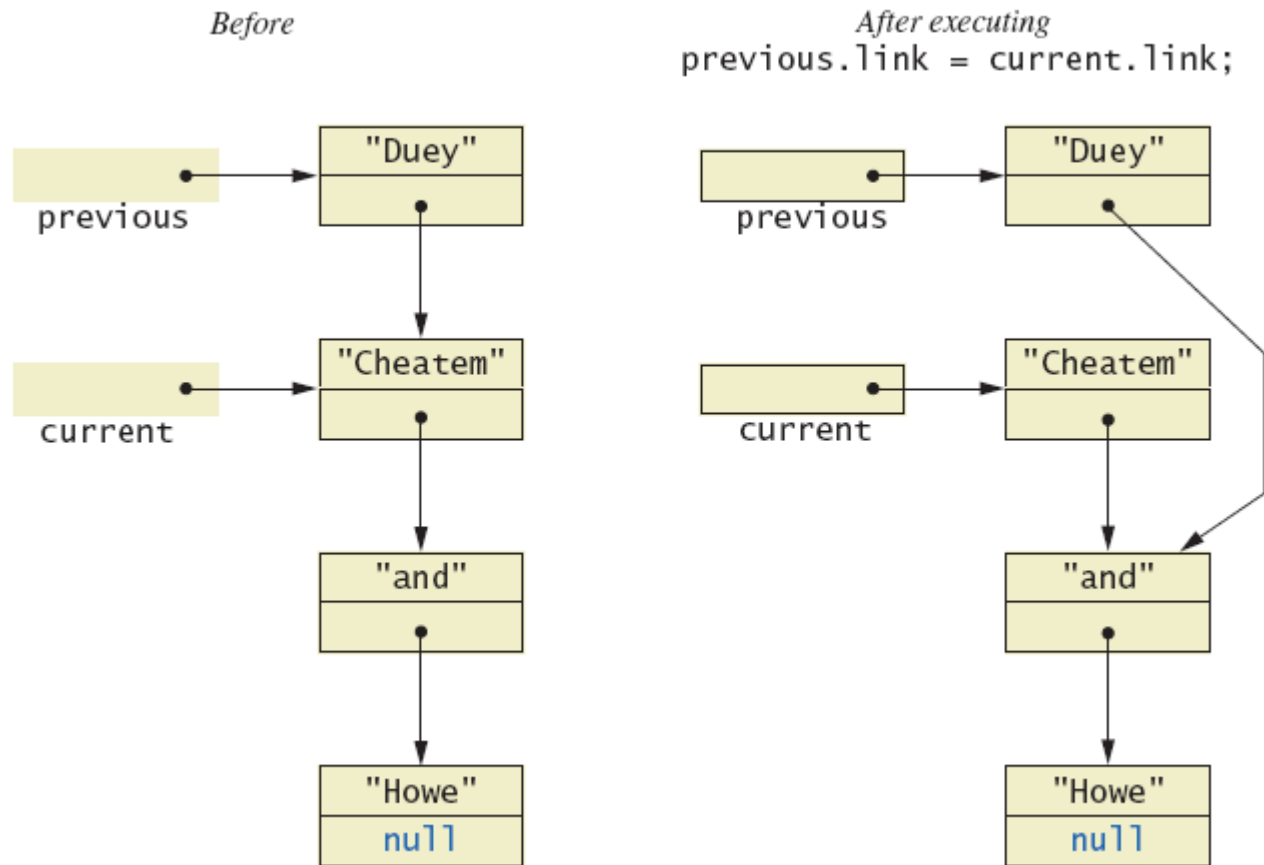 Before
After executing
previous.link = current.link;
"Duey"
previous
"Cheatem"
current
"and"
"Howe"
null
"Duey"
previous
"Cheatem"
current
"and"
"Howe"
null